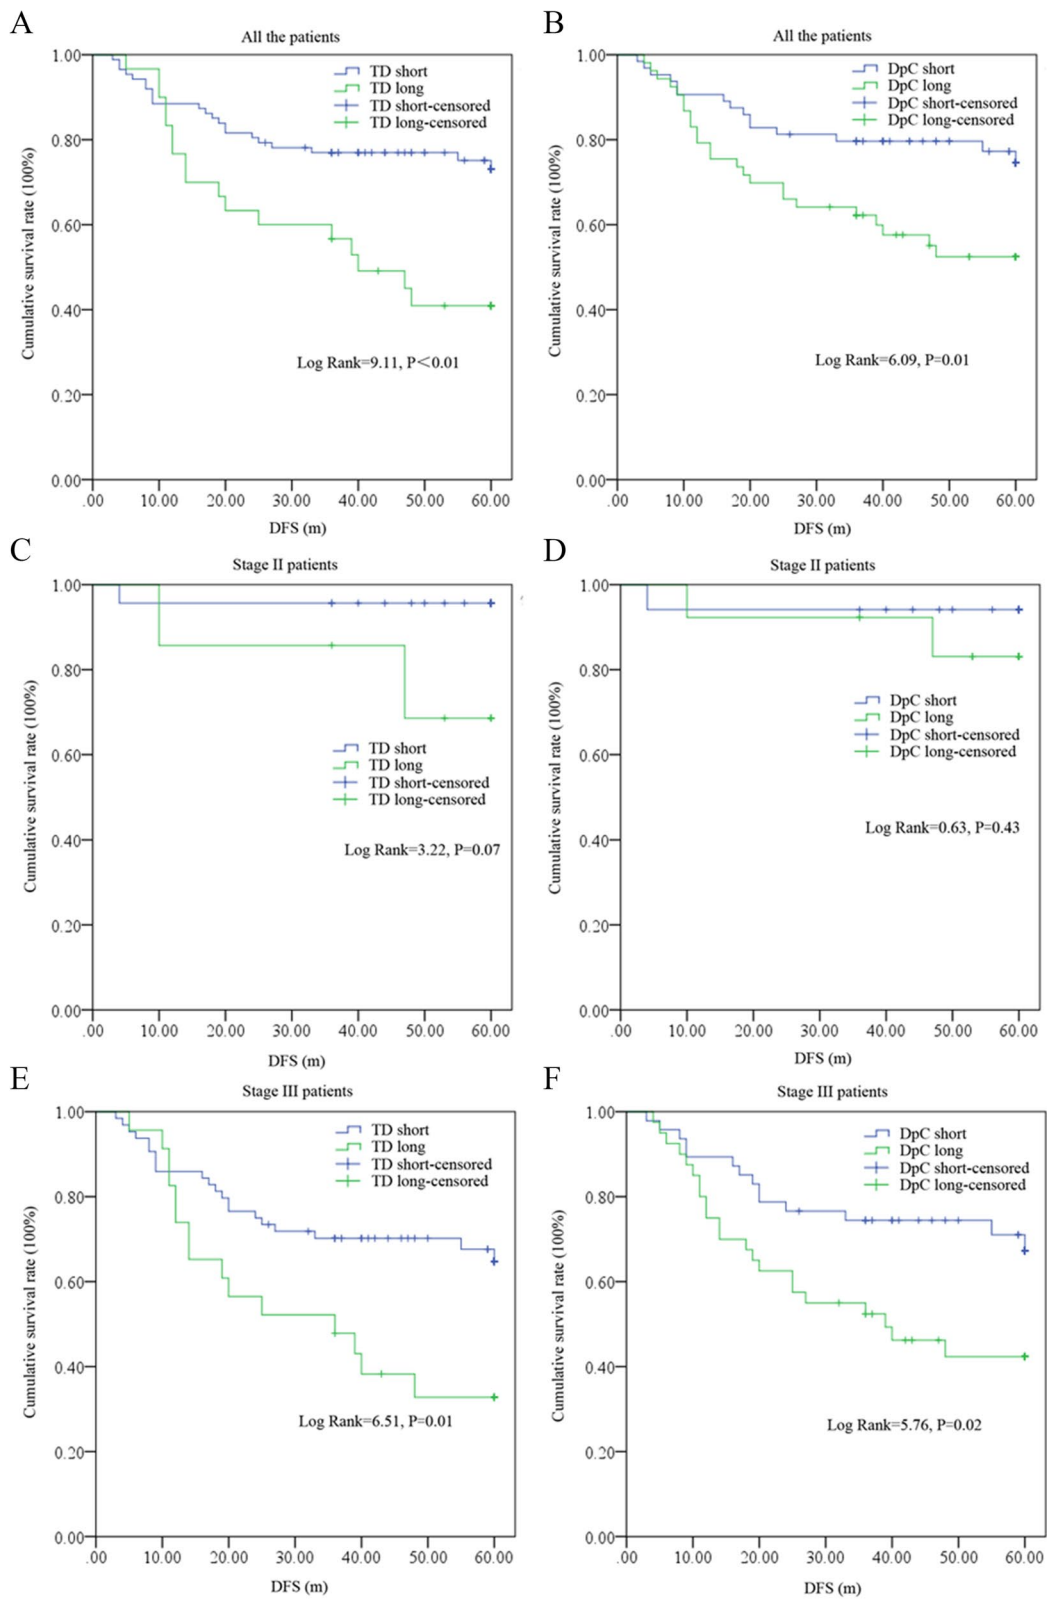 A
All the patients
1.00
0.80
0.60
0.40
0.20
0.00
Cumulative survival rate (100%)
TD short
TD long
TD short-censored
TD long-censored
Log Rank=9.11, P<0.01
.00 10.00 20.00 30.00 40.00 50.00 60.00
DFS (m)
B
All the patients
1.00
0.80
0.60
0.40
0.20
0.00
Cumulative survival rate (100%)
DpC short
DpC long
DpC short-censored
DpC long-censored
Log Rank=6.09, P=0.01
.00 10.00 20.00 30.00 40.00 50.00 60.00
DFS (m)
C
Stage II patients
1.00
0.80
0.60
0.40
0.20
0.00
Cumulative survival rate (100%)
TD short
TD long
TD short-censored
TD long-censored
Log Rank=3.22, P=0.07
.00 10.00 20.00 30.00 40.00 50.00 60.00
DFS (m)
D
Stage II patients
1.00
0.80
0.60
0.40
0.20
0.00
Cumulative survival rate (100%)
DpC short
DpC long
DpC short-censored
DpC long-censored
Log Rank=0.63, P=0.43
.00 10.00 20.00 30.00 40.00 50.00 60.00
DFS (m)
E
Stage III patients
1.00
0.80
0.60
0.40
0.20
0.00
Cumulative survival rate (100%)
TD short
TD long
TD short-censored
TD long-censored
Log Rank=6.51, P=0.01
.00 10.00 20.00 30.00 40.00 50.00 60.00
DFS (m)
F
Stage III patients
1.00
0.80
0.60
0.40
0.20
0.00
Cumulative survival rate (100%)
DpC short
DpC long
DpC short-censored
DpC long-censored
Log Rank=5.76, P=0.02
.00 10.00 20.00 30.00 40.00 50.00 60.00
DFS (m)